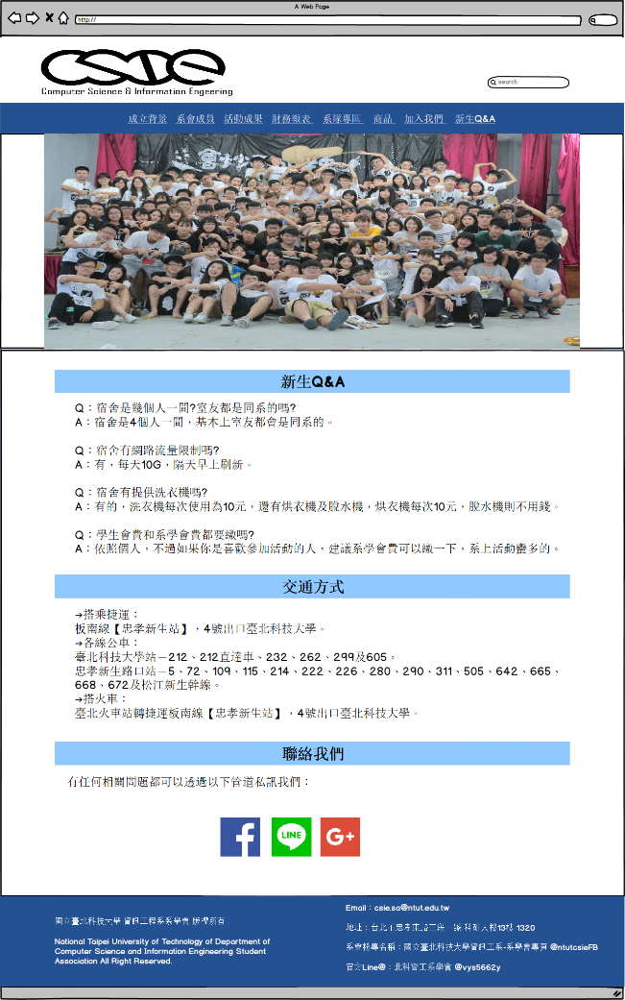 A Web Page
http://
CSIE
Computer Science & Information Engeering
search
成立背景 系會成員 活動成果 財務報表 系隊專區 商品 加入我們 新生Q&A
新生Q&A
Q：宿舍是幾個人一間?室友都是同系的嗎?
A：宿舍是4個人一間，基本上室友都會是同系的。
Q：宿舍有網路流量限制嗎?
A：有，每天10G，隔天早上刷新。
Q：宿舍有提供洗衣機嗎?
A：有的，洗衣機每次使用為10元，還有烘衣機及脫水機，烘衣機每次10元，脫水機則不用錢。
Q：學生會費和系學會費都要繳嗎?
A：依照個人，不過如果你是喜歡參加活動的人，建議系學會費可以繳一下，系上活動蠻多的。
交通方式
→搭乘捷運：
板南線【忠孝新生站】，4號出口臺北科技大學。
→各線公車：
臺北科技大學站－212、212直達車、232、262、299及605。
忠孝新生路口站－5、72、109、115、214、222、226、280、290、311、505、642、665、
668、672及松江新生幹線。
→搭火車：
臺北火車站轉捷運板南線【忠孝新生站】，4號出口臺北科技大學。
聯絡我們
有任何相關問題都可以透過以下管道私訊我們：
f
LINE
G+
國立臺北科技大學 資訊工程系系學會 版權所有
National Taipei University of Technology of Department of
Computer Science and Information Engineering Student
Association All Right Reserved.
Email：csie.sa@ntut.edu.tw
地址：台北市忠孝東路三段一號 科研大樓13樓 1320
系會粉專名稱：國立臺北科技大學資訊工系-系學會專頁 @ntutcsieFB
官方Line@：北科資工系學會 @vys5662y